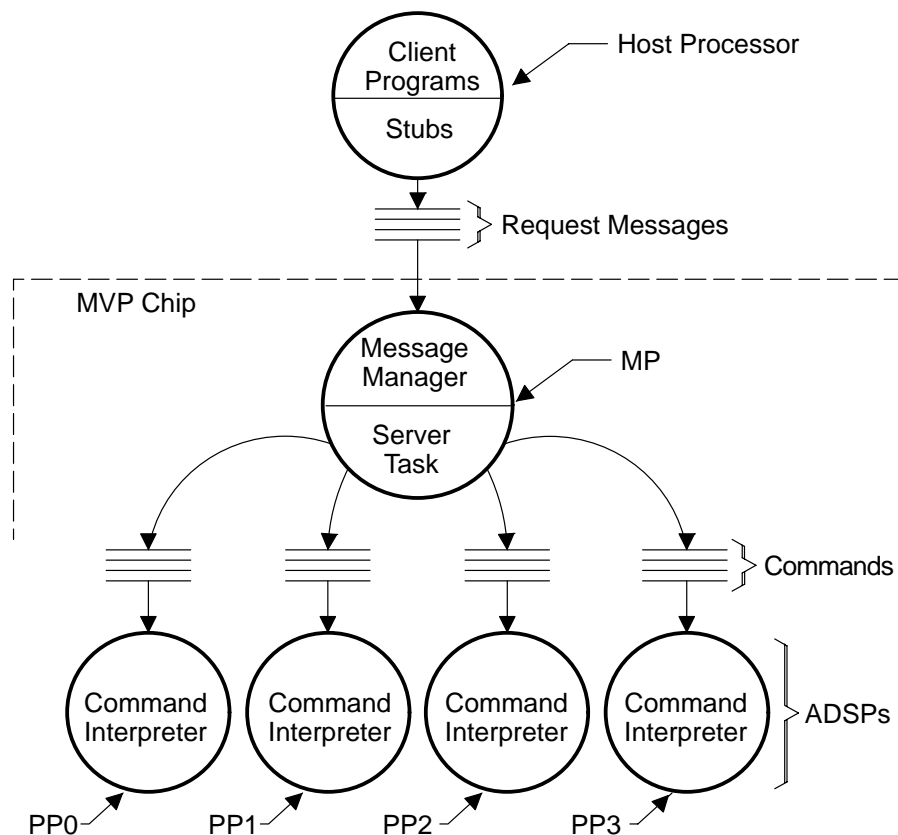 Client
Programs
Host Processor
Stubs
Request Messages
MVP Chip
Message
Manager
MP
Server
Task
Commands
Command
Interpreter
Command
Interpreter
Command
Interpreter
Command
Interpreter
ADSPs
PP0
PP1
PP2
PP3